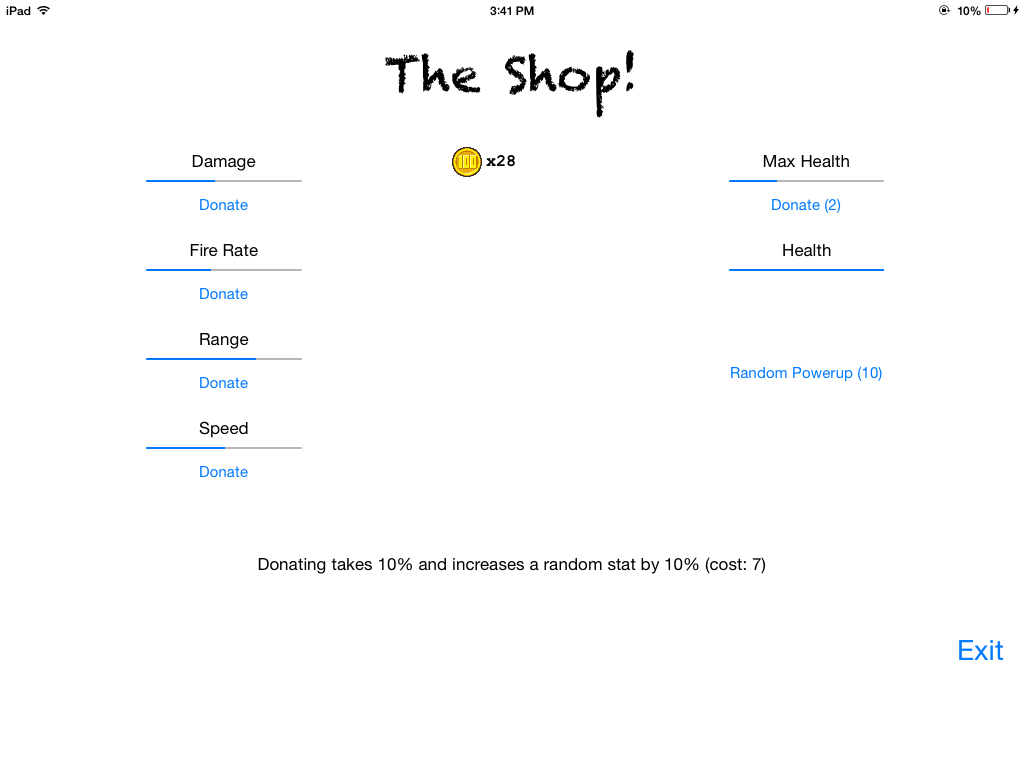 iPad 3:41 PM 10%
The Shop!
Damage
Donate
Fire Rate
Donate
Range
Donate
Speed
Donate
100 x28
Max Health
Donate (2)
Health
Random Powerup (10)
Donating takes 10% and increases a random stat by 10% (cost: 7)
Exit